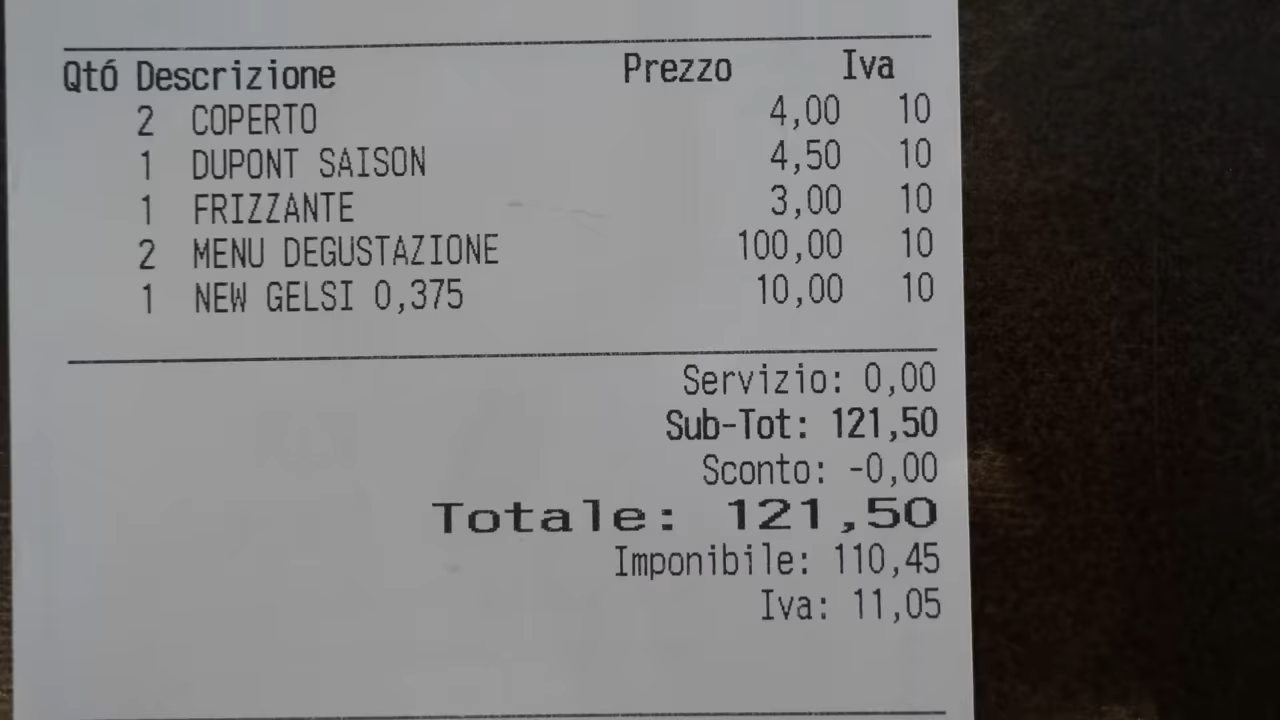 Qtó Descrizione Prezzo Iva
2 COPERTO 4,00 10
1 DUPONT SAISON 4,50 10
1 FRIZZANTE 3,00 10
2 MENU DEGUSTAZIONE 100,00 10
1 NEW GELSI 0,375 10,00 10
Servizio: 0,00
Sub-Tot: 121,50
Sconto: -0,00
Totale: 121,50
Imponibile: 110,45
Iva: 11,05